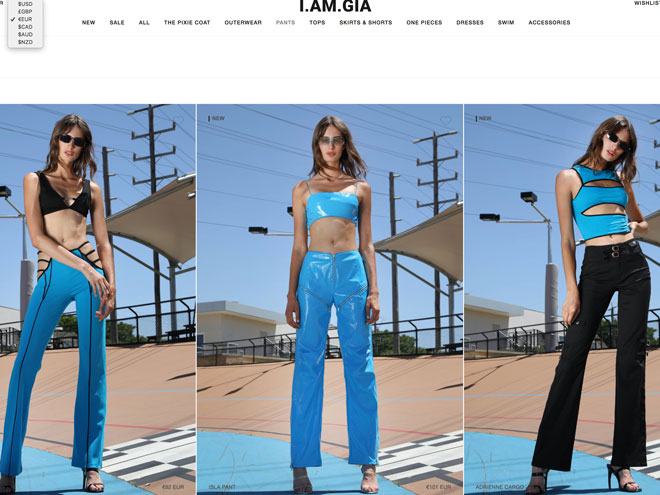 $USD
£GBP
✓ €EUR
$CAD
$AUD
$NZD
I.AM.GIA
WISHLIST
NEW SALE ALL THE PIXIE COAT OUTERWEAR PANTS TOPS SKIRTS & SHORTS ONE PIECES DRESSES SWIM ACCESSORIES
NEW
NEW
€92 EUR
ISLA PANT €101 EUR
ADRIENNE CARGO